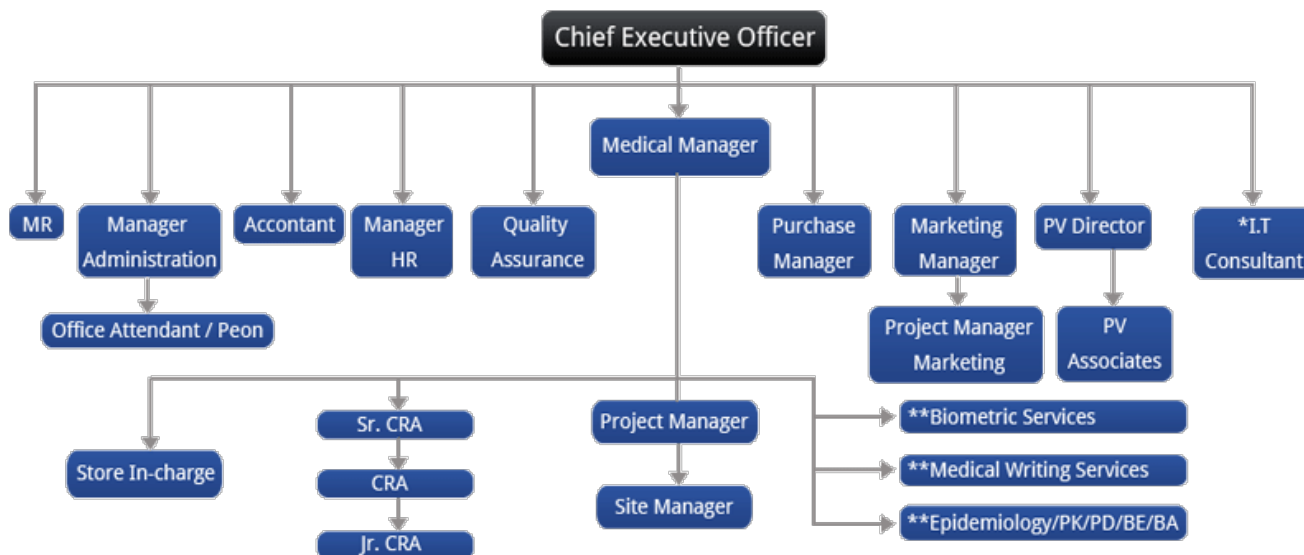 Chief Executive Officer
Medical Manager
MR
Manager
Administration
Accontant
Manager
HR
Quality
Assurance
Purchase
Manager
Marketing
Manager
PV Director
*I.T
Consultant
Office Attendant / Peon
Project Manager
Marketing
PV
Associates
Store In-charge
Sr. CRA
CRA
Jr. CRA
Project Manager
Site Manager
**Biometric Services
**Medical Writing Services
**Epidemiology/PK/PD/BE/BA